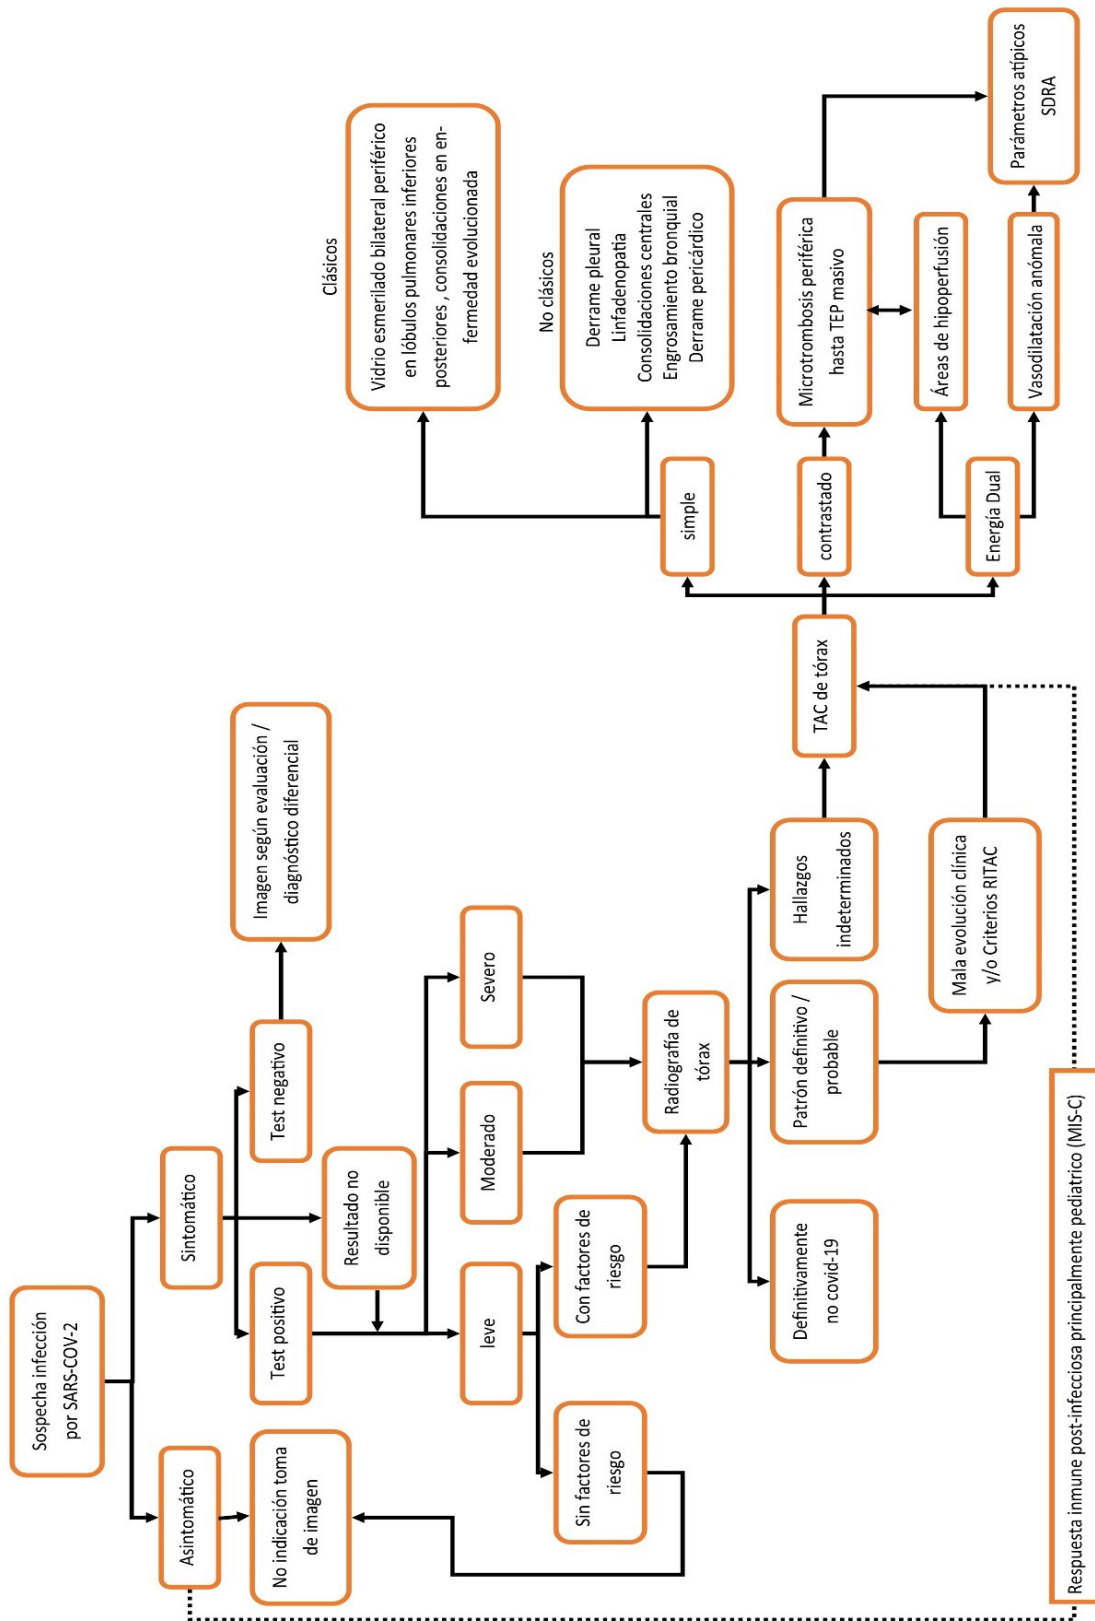 Sospecha infección
por SARS-COV-2
Asintomático
Sintomático
No indicación toma
de imagen
Test positivo
Resultado no
disponible
Test negativo
Imagen según evaluación /
diagnóstico diferencial
leve
Moderado
Severo
Sin factores de
riesgo
Con factores de
riesgo
Radiografía de
tórax
Definitivamente
no covid-19
Patrón definitivo /
probable
Hallazgos
indeterminados
Mala evolución clínica
y/o Criterios RITAC
Respuesta inmune post-infecciosa principalmente pediatrico (MIS-C)
TAC de tórax
simple
contrastado
Energía Dual
Clásicos
Vidrio esmerilado bilateral periférico
en lóbulos pulmonares inferiores
posteriores , consolidaciones en en-
fermedad evolucionada
No clásicos
Derrame pleural
Linfadenopatia
Consolidaciones centrales
Engrosamiento bronquial
Derrame pericárdico
Microtrombosis periférica
hasta TEP masivo
Áreas de hipoperfusión
Vasodilatación anómala
Parámetros atípicos
SDRA